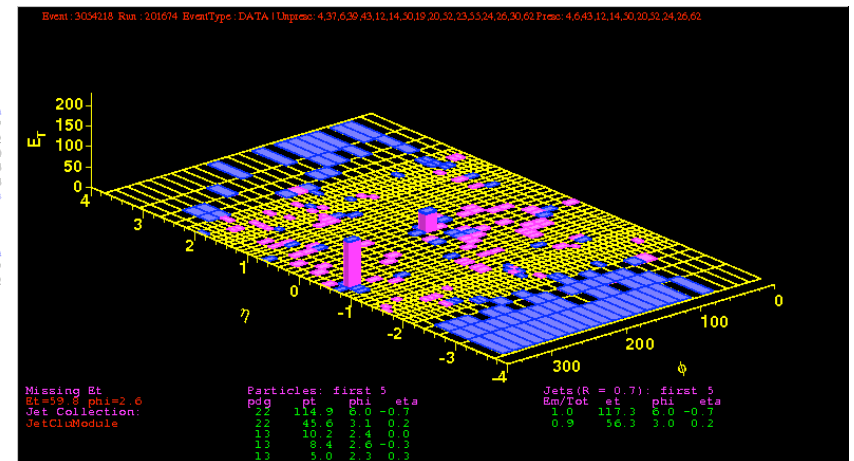 Event : 3054218 Run : 201674 EventType : DATA | Unpresc: 4,37,6,39,43,12,14,50,19,20,52,23,55,24,26,30,62 Presc: 4,6,43,12,14,50,20,52,24,26,62
200
150
100
50
0
E_T
4
3
2
1
0
-1
-2
-3
-4
η
300
200
100
0
ϕ
Missing Et
Et=59.8 phi=2.6
Jet Collection:
JetCluModule
Particles: first 5
pdg pt phi eta
22 114.9 6.0 -0.7
22 45.6 3.1 0.2
13 10.2 2.4 0.0
13 8.4 2.6 -0.3
13 5.0 2.3 0.3
Jets(R = 0.7): first 5
Em/Tot et phi eta
1.0 117.3 6.0 -0.7
0.9 56.3 3.0 0.2